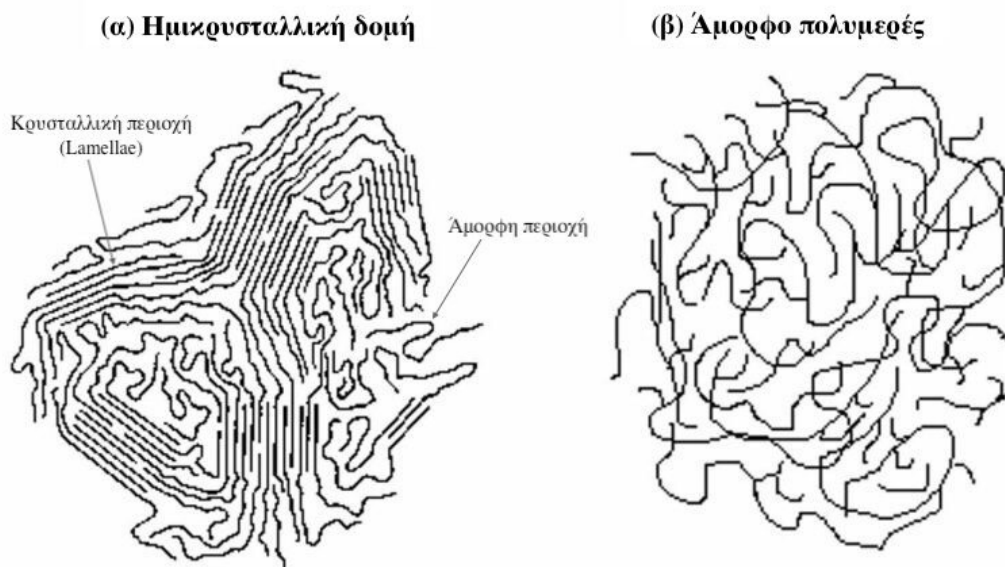 (α) Ημικρυσταλλική δομή
(β) Άμορφο πολυμερές
Κρυσταλλική περιοχή
(Lamellae)
Άμορφη περιοχή